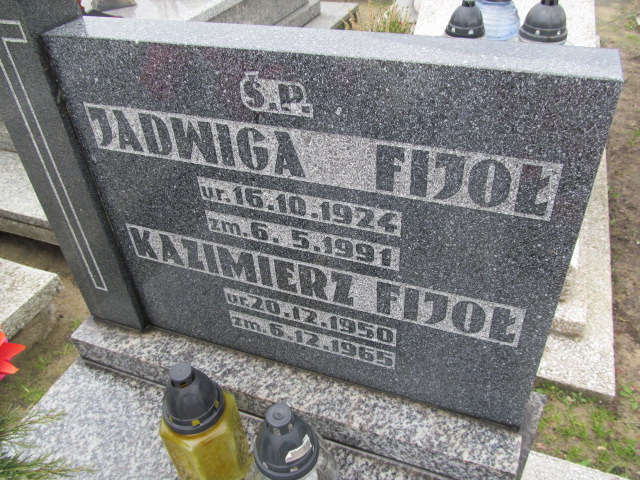 Ś.P.
JADWIGA FIJOŁ
ur.16.10.1924
zm.6.5.1991
KAZIMIERZ FIJOŁ
ur.20.12.1950
zm.6.12.1965